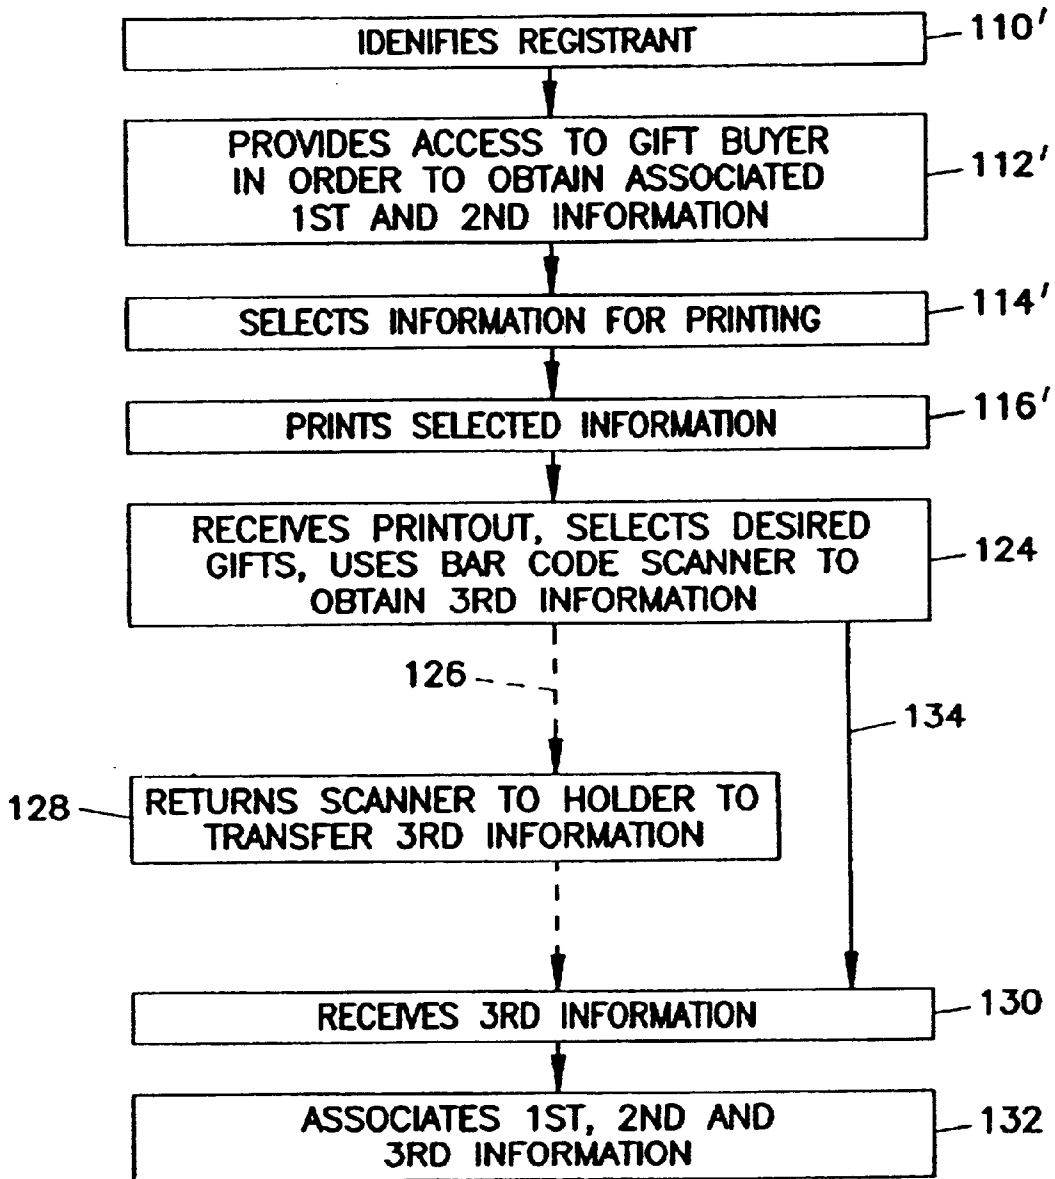 IDENIFIES REGISTRANT
110'
PROVIDES ACCESS TO GIFT BUYER
IN ORDER TO OBTAIN ASSOCIATED
1ST AND 2ND INFORMATION
112'
SELECTS INFORMATION FOR PRINTING
114'
PRINTS SELECTED INFORMATION
116'
RECEIVES PRINTOUT, SELECTS DESIRED
GIFTS, USES BAR CODE SCANNER TO
OBTAIN 3RD INFORMATION
124
126
134
128
RETURNS SCANNER TO HOLDER TO
TRANSFER 3RD INFORMATION
RECEIVES 3RD INFORMATION
130
ASSOCIATES 1ST, 2ND AND
3RD INFORMATION
132